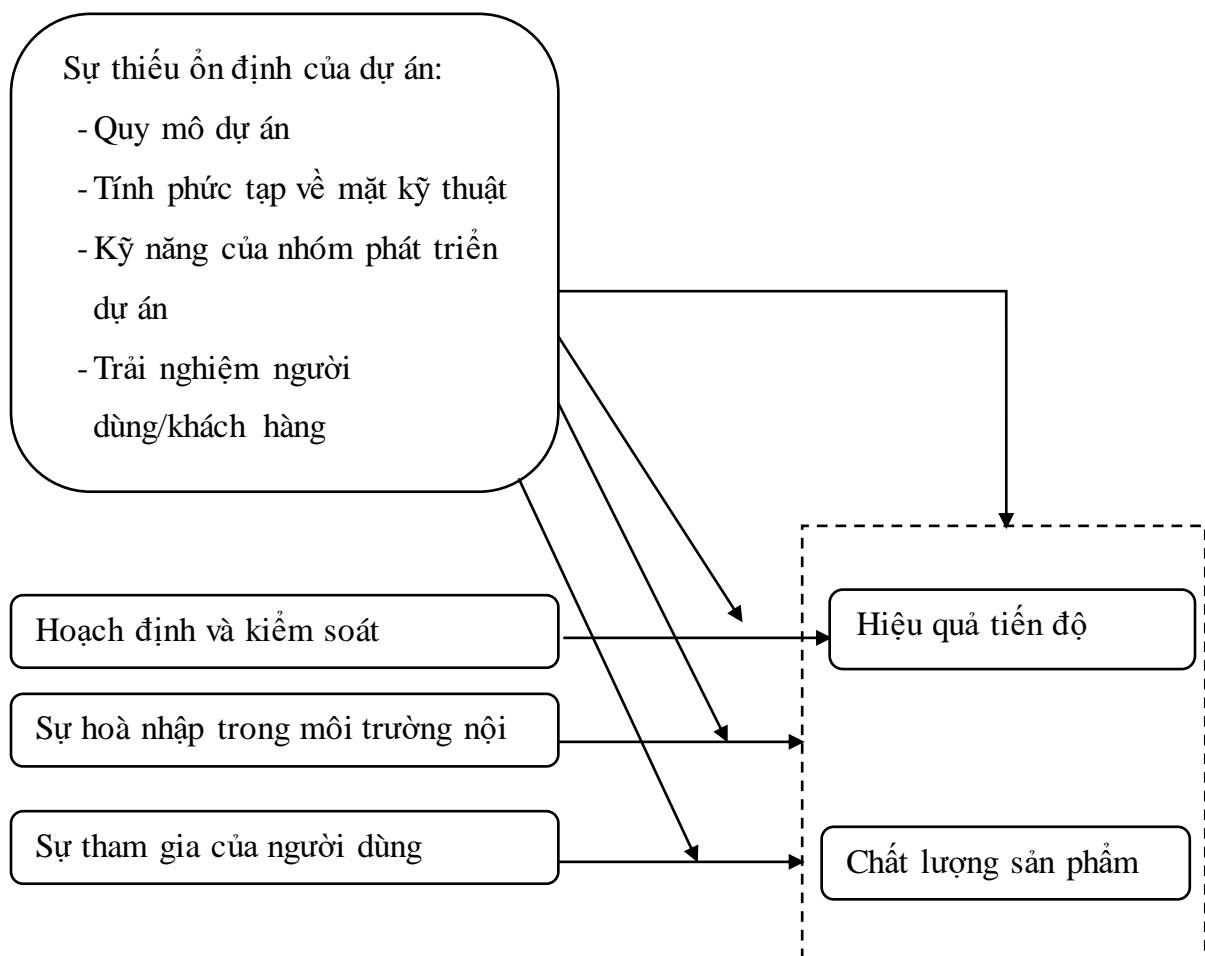 Sự thiếu ổn định của dự án:
- Quy mô dự án
- Tính phức tạp về mặt kỹ thuật
- Kỹ năng của nhóm phát triển
dự án
- Trải nghiệm người
dùng/khách hàng
Hoạch định và kiểm soát
Hiệu quả tiến độ
Sự hoà nhập trong môi trường nội
Sự tham gia của người dùng
Chất lượng sản phẩm